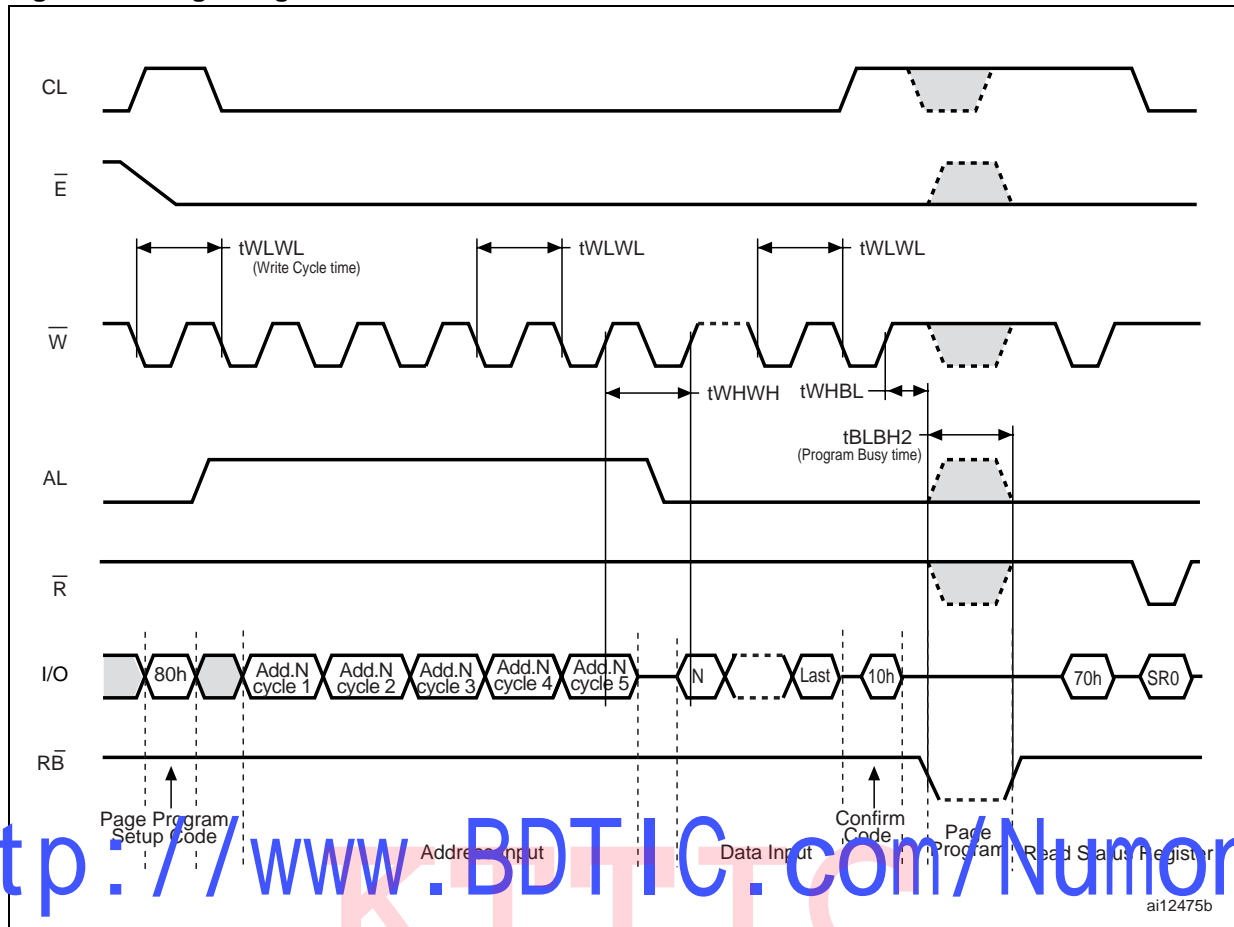 CL
E
tWLWL
(Write Cycle time)
tWLWL
tWLWL
W
tWHWH
tWHBL
tBLBH2
(Program Busy time)
AL
R
I/O
80h
Add.N
cycle 1
Add.N
cycle 2
Add.N
cycle 3
Add.N
cycle 4
Add.N
cycle 5
N
Last
10h
70h
SR0
RB
Page Program
Setup Code
Address Input
Data Input
Confirm
Code
Page
Program
Read Status Register
tp://www.BDTIC.com/Numon
ai12475b